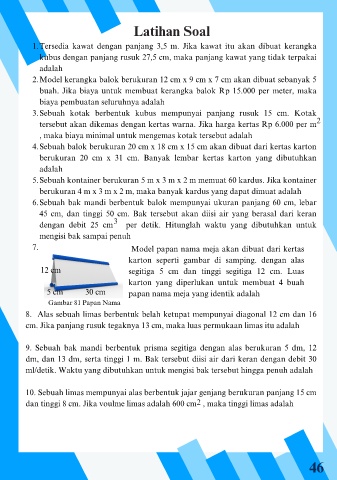 Latihan Soal
1. Tersedia kawat dengan panjang 3,5 m. Jika kawat itu akan dibuat kerangka
kubus dengan panjang rusuk 27,5 cm, maka panjang kawat yang tidak terpakai
adalah
2. Model kerangka balok berukuran 12 cm x 9 cm x 7 cm akan dibuat sebanyak 5
buah. Jika biaya untuk membuat kerangka balok Rp 15.000 per meter, maka
biaya pembuatan seluruhnya adalah
3. Sebuah kotak berbentuk kubus mempunyai panjang rusuk 15 cm. Kotak
tersebut akan dikemas dengan kertas warna. Jika harga kertas Rp 6.000 per m²
, maka biaya minimal untuk mengemas kotak tersebut adalah
4. Sebuah balok berukuran 20 cm x 18 cm x 15 cm akan dibuat dari kertas karton
berukuran 20 cm x 31 cm. Banyak lembar kertas karton yang dibutuhkan
adalah
5. Sebuah kontainer berukuran 5 m x 3 m x 2 m memuat 60 kardus. Jika kontainer
berukuran 4 m x 3 m x 2 m, maka banyak kardus yang dapat dimuat adalah
6. Sebuah bak mandi berbentuk balok mempunyai ukuran panjang 60 cm, lebar
45 cm, dan tinggi 50 cm. Bak tersebut akan diisi air yang berasal dari keran
dengan debit 25 cm³ per detik. Hitunglah waktu yang dibutuhkan untuk
mengisi bak sampai penuh
7. Model papan nama meja akan dibuat dari kertas
karton seperti gambar di samping, dengan alas
segitiga 5 cm dan tinggi segitiga 12 cm. Luas
karton yang diperlukan untuk membuat 4 buah
papan nama meja yang identik adalah
12 cm
5 cm 30 cm
Gambar 81 Papan Nama
8. Alas sebuah limas berbentuk belah ketupat mempunyai diagonal 12 cm dan 16
cm. Jika panjang rusuk tegaknya 13 cm, maka luas permukaan limas itu adalah
9. Sebuah bak mandi berbentuk prisma segitiga dengan alas berukuran 5 dm, 12
dm, dan 13 dm, serta tinggi 1 m. Bak tersebut diisi air dari keran dengan debit 30
ml/detik. Waktu yang dibutuhkan untuk mengisi bak tersebut hingga penuh adalah
10. Sebuah limas mempunyai alas berbentuk jajar genjang berukuran panjang 15 cm
dan tinggi 8 cm. Jika voulme limas adalah 600 cm² , maka tinggi limas adalah
46